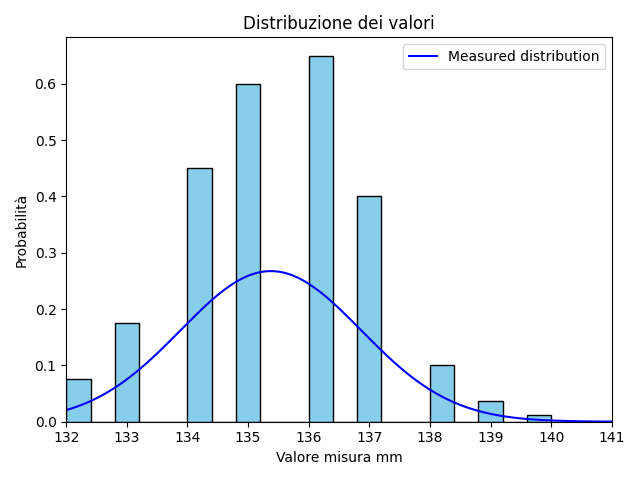 Distribuzione dei valori
Measured distribution
Probabilità
0.6
0.5
0.4
0.3
0.2
0.1
0.0
132 133 134 135 136 137 138 139 140 141
Valore misura mm